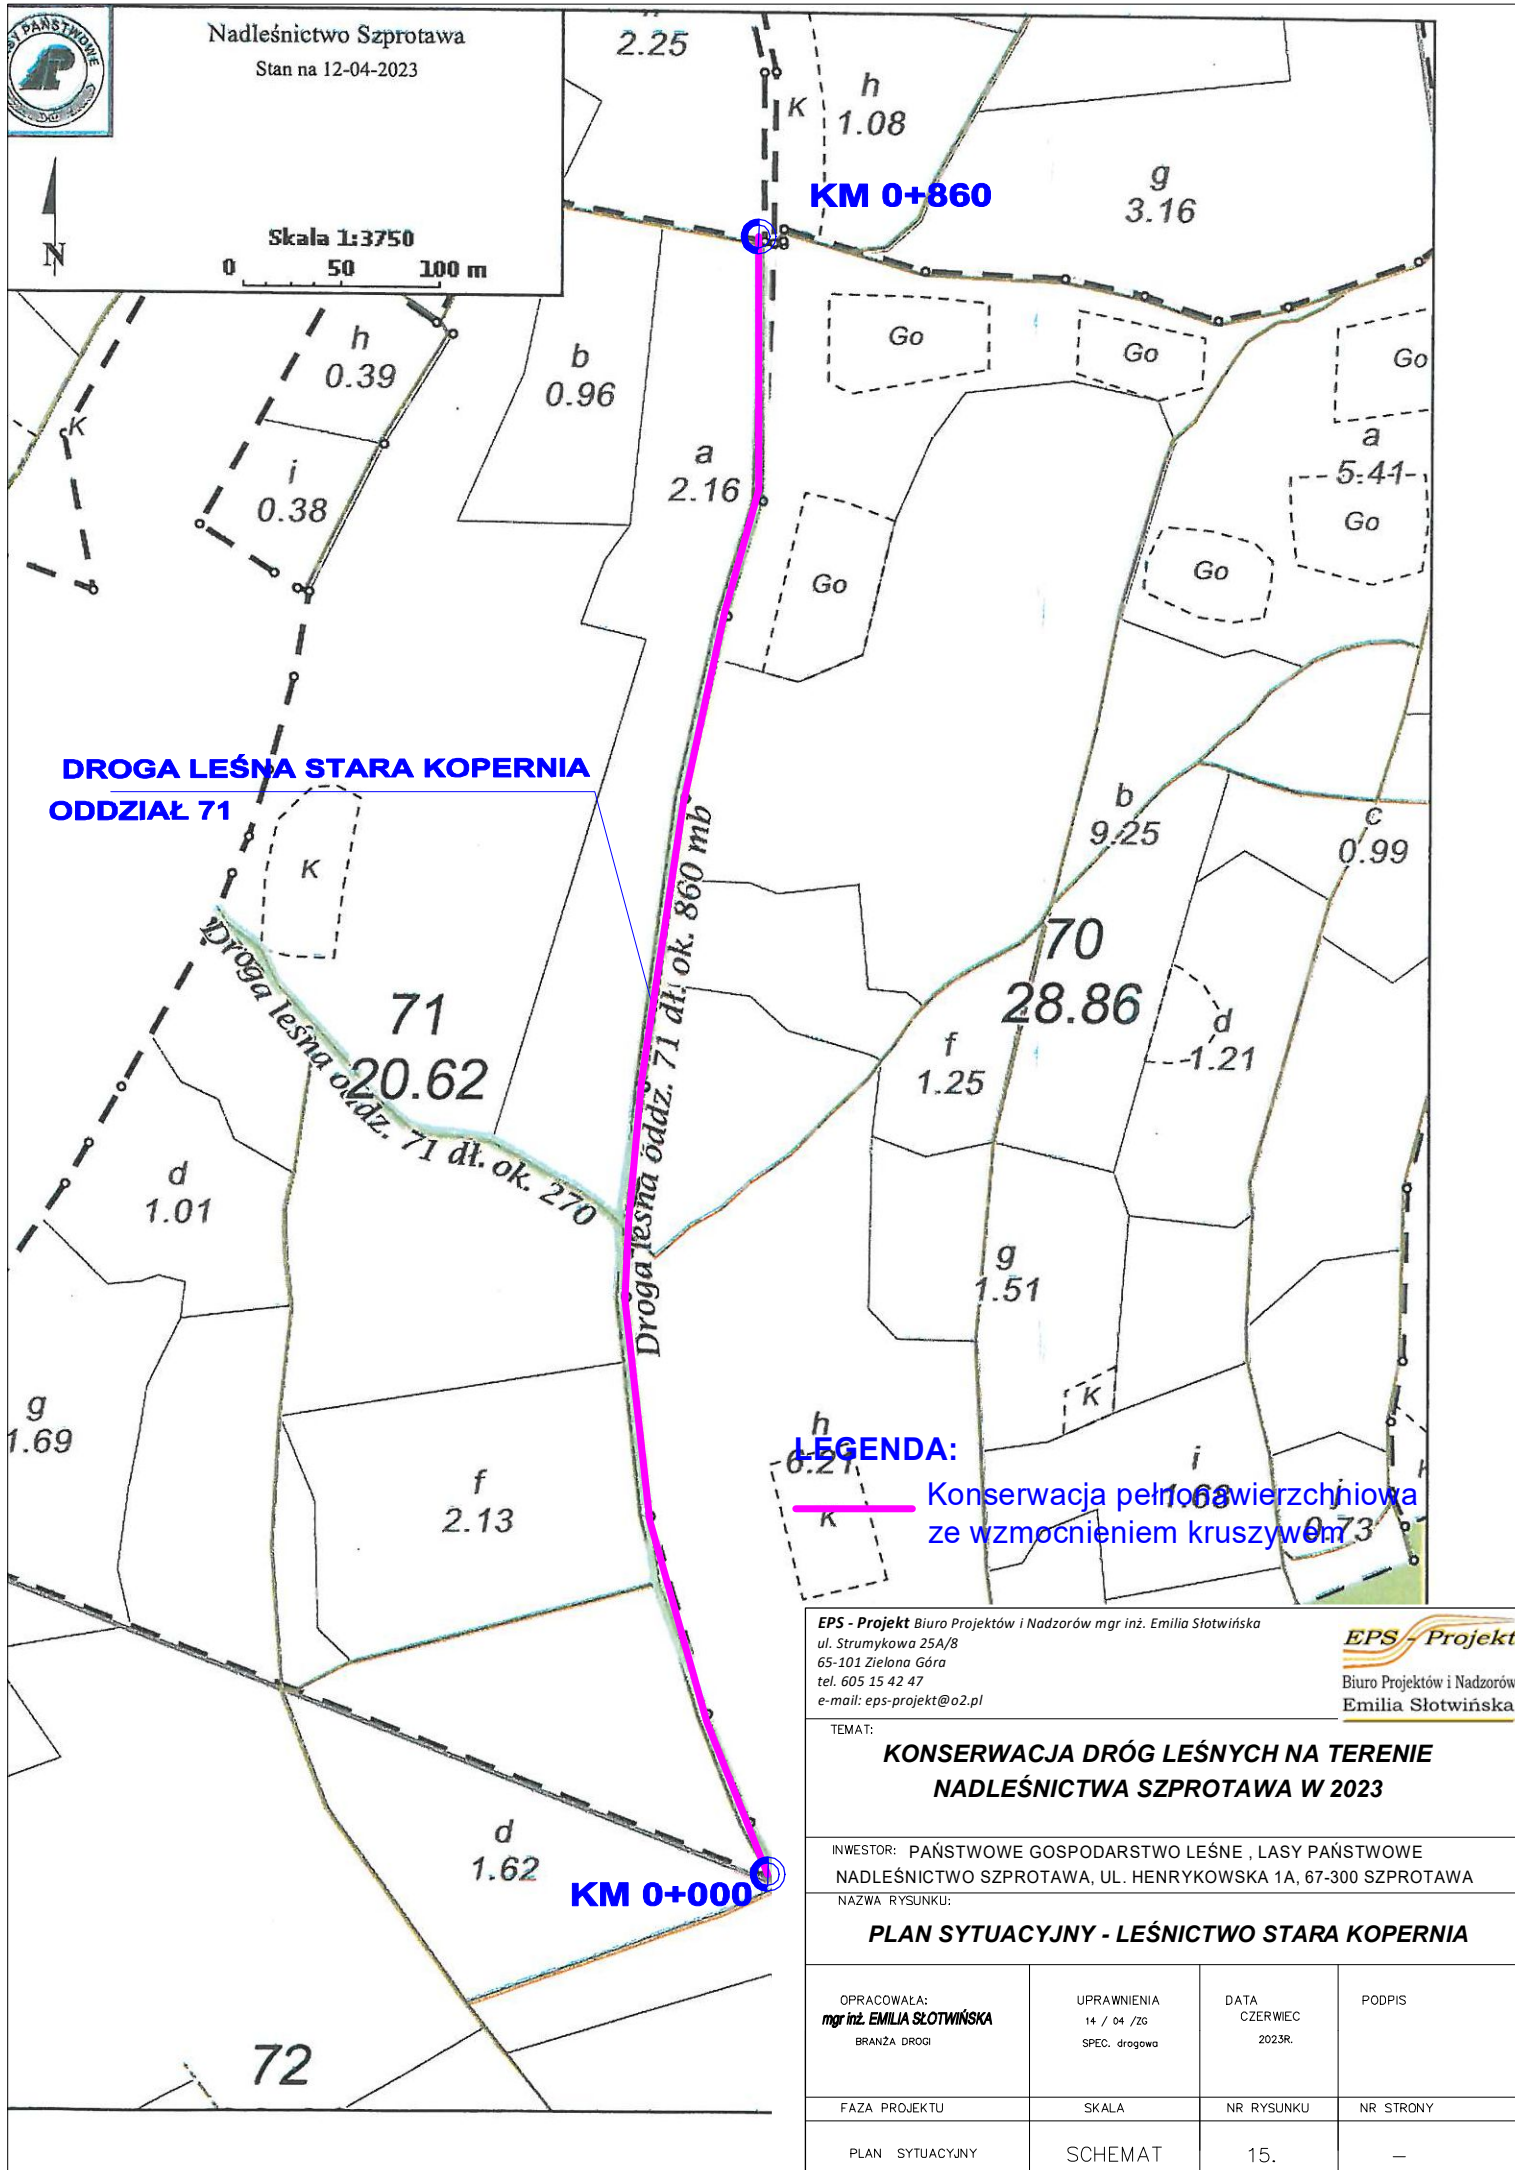 Nadleśnictwo Szprotawa
Stan na 12-04-2023
N
Skala 1:3750
0 50 100 m
2.25
K
h
1.08
g
3.16
KM 0+860
h
0.39
b
0.96
Go
Go
Go
K
i
0.38
a
2.16
a
5.41
Go
Go
Go
DROGA LEŚNA STARA KOPERNIA
ODDZIAŁ 71
K
b
9.25
c
0.99
Droga leśna oddz. 71 dł. ok. 860 mb
Droga leśna oddz. 71 dł. ok. 270
71
20.62
70
28.86
f
1.25
d
1.21
d
1.01
g
1.51
K
g
1.69
f
2.13
h
6.21
K
i
1.68
j
0.73
LEGENDA:
Konserwacja pełnonawierzchniowa
ze wzmocnieniem kruszywem
d
1.62
KM 0+000
72
EPS - Projekt Biuro Projektów i Nadzorów mgr inż. Emilia Słotwińska
ul. Strumykowa 25A/8
65-101 Zielona Góra
tel. 605 15 42 47
e-mail: eps-projekt@o2.pl
EPS - Projekt
Biuro Projektów i Nadzorów
Emilia Słotwińska
TEMAT:
KONSERWACJA DRÓG LEŚNYCH NA TERENIE
NADLEŚNICTWA SZPROTAWA W 2023
INWESTOR: PAŃSTWOWE GOSPODARSTWO LEŚNE , LASY PAŃSTWOWE
NADLEŚNICTWO SZPROTAWA, UL. HENRYKOWSKA 1A, 67-300 SZPROTAWA
NAZWA RYSUNKU:
PLAN SYTUACYJNY - LEŚNICTWO STARA KOPERNIA
OPRACOWAŁA:
mgr inż. EMILIA SŁOTWIŃSKA
BRANŻA DROGI
UPRAWNIENIA
14 / 04 /ZG
SPEC. drogowa
DATA
CZERWIEC
2023R.
PODPIS
FAZA PROJEKTU
SKALA
NR RYSUNKU
NR STRONY
PLAN SYTUACYJNY
SCHEMAT
15.
—